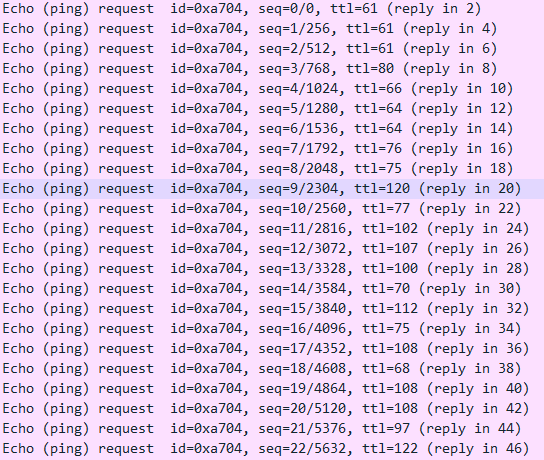 Echo (ping) request  id=0xa704, seq=0/0, ttl=61 (reply in 2)
Echo (ping) request  id=0xa704, seq=1/256, ttl=61 (reply in 4)
Echo (ping) request  id=0xa704, seq=2/512, ttl=61 (reply in 6)
Echo (ping) request  id=0xa704, seq=3/768, ttl=80 (reply in 8)
Echo (ping) request  id=0xa704, seq=4/1024, ttl=66 (reply in 10)
Echo (ping) request  id=0xa704, seq=5/1280, ttl=64 (reply in 12)
Echo (ping) request  id=0xa704, seq=6/1536, ttl=64 (reply in 14)
Echo (ping) request  id=0xa704, seq=7/1792, ttl=76 (reply in 16)
Echo (ping) request  id=0xa704, seq=8/2048, ttl=75 (reply in 18)
Echo (ping) request  id=0xa704, seq=9/2304, ttl=120 (reply in 20)
Echo (ping) request  id=0xa704, seq=10/2560, ttl=77 (reply in 22)
Echo (ping) request  id=0xa704, seq=11/2816, ttl=102 (reply in 24)
Echo (ping) request  id=0xa704, seq=12/3072, ttl=107 (reply in 26)
Echo (ping) request  id=0xa704, seq=13/3328, ttl=100 (reply in 28)
Echo (ping) request  id=0xa704, seq=14/3584, ttl=70 (reply in 30)
Echo (ping) request  id=0xa704, seq=15/3840, ttl=112 (reply in 32)
Echo (ping) request  id=0xa704, seq=16/4096, ttl=75 (reply in 34)
Echo (ping) request  id=0xa704, seq=17/4352, ttl=108 (reply in 36)
Echo (ping) request  id=0xa704, seq=18/4608, ttl=68 (reply in 38)
Echo (ping) request  id=0xa704, seq=19/4864, ttl=108 (reply in 40)
Echo (ping) request  id=0xa704, seq=20/5120, ttl=108 (reply in 42)
Echo (ping) request  id=0xa704, seq=21/5376, ttl=97 (reply in 44)
Echo (ping) request  id=0xa704, seq=22/5632, ttl=122 (reply in 46)